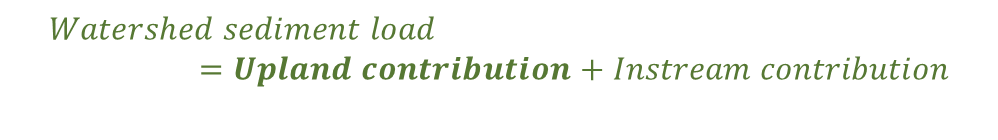 Watershed sediment load
= Upland contribution + Instream contribution